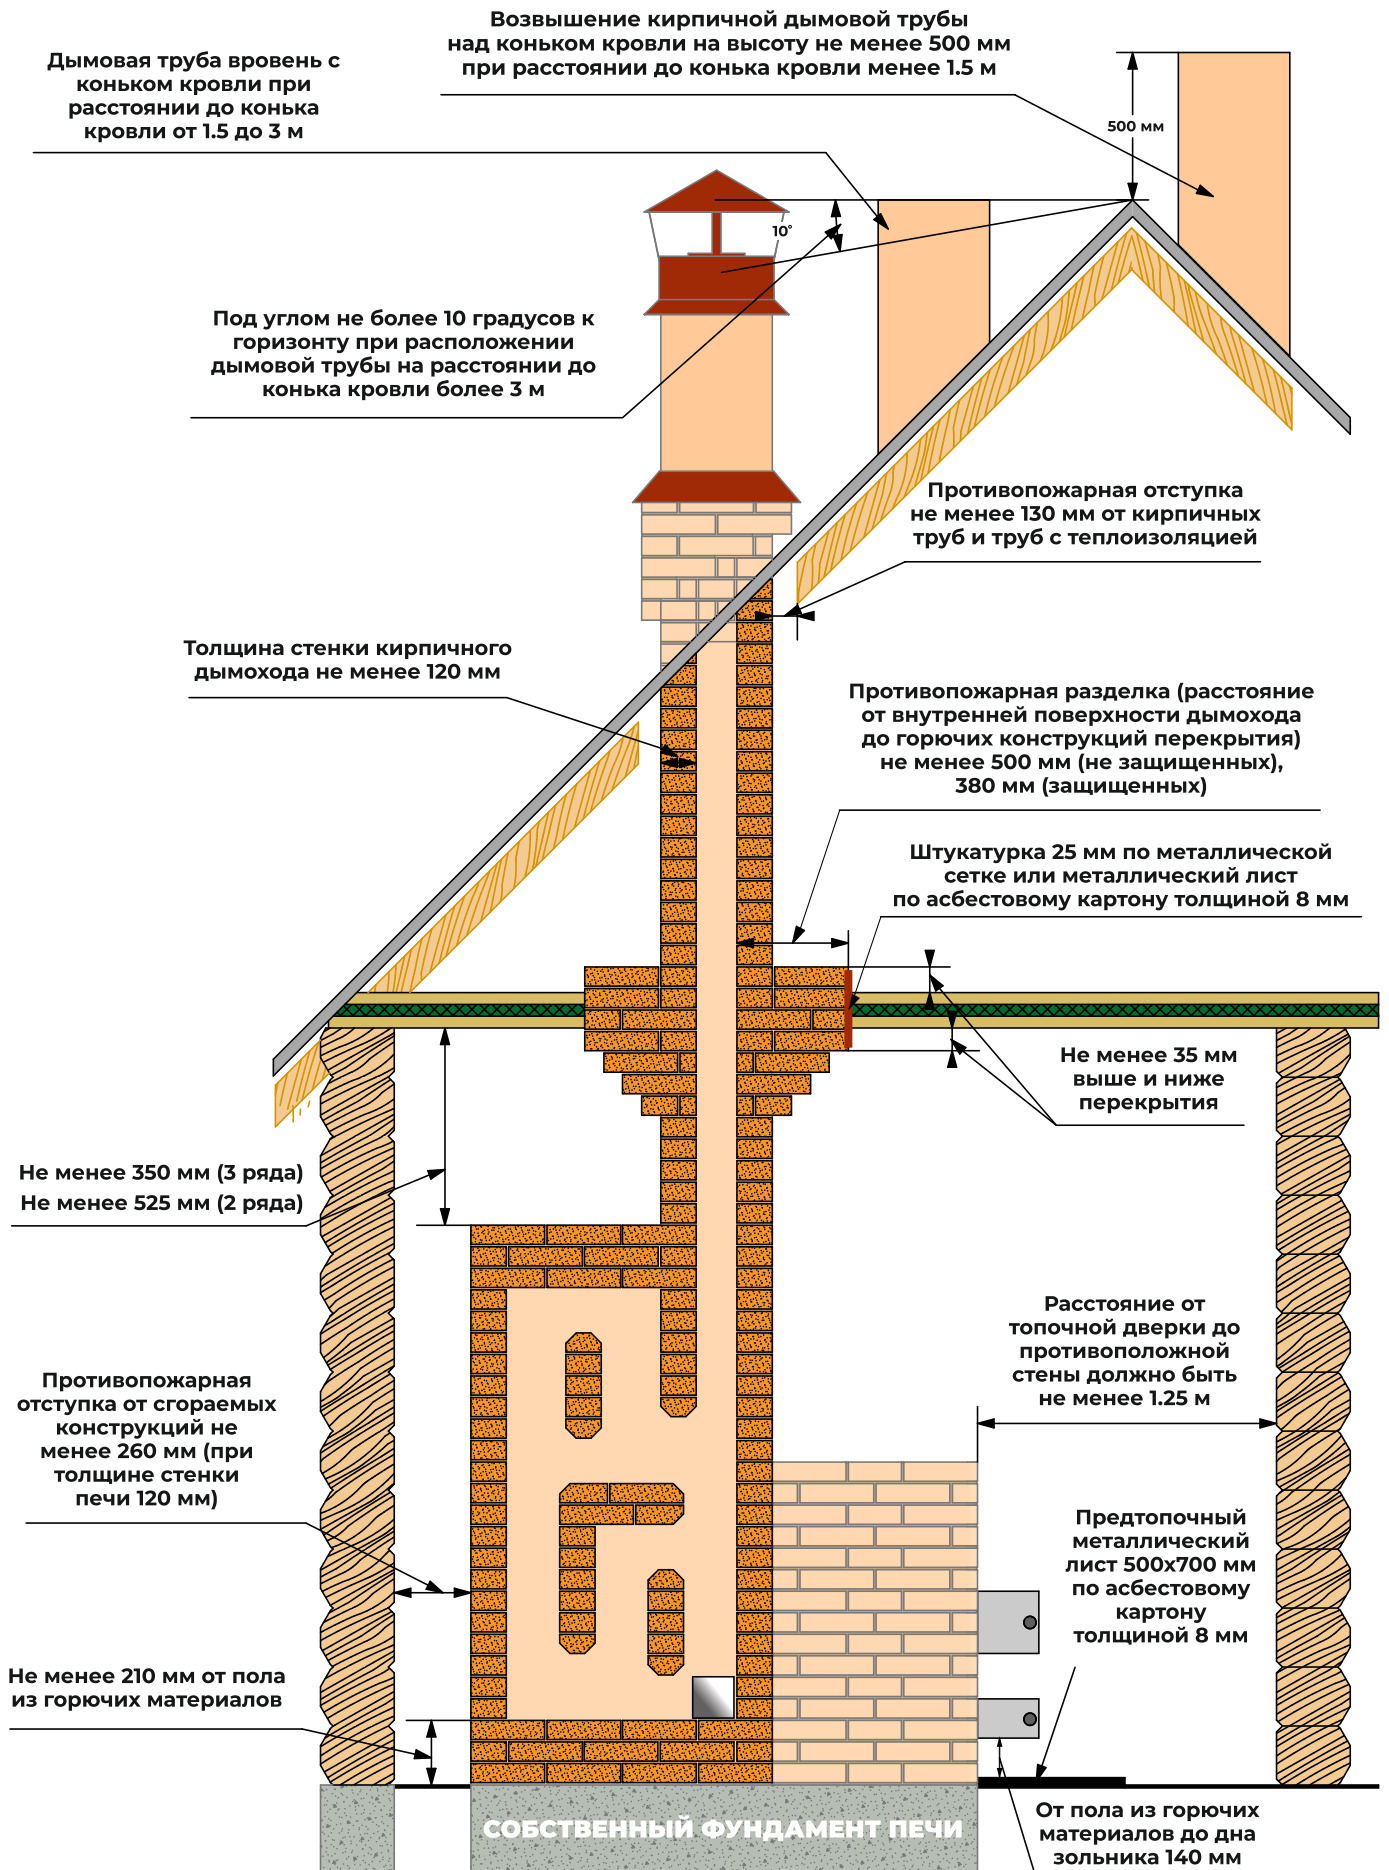 Возвышение кирпичной дымовой трубы
над коньком кровли на высоту не менее 500 мм
при расстоянии до конька кровли менее 1.5 м
Дымовая труба вровень с
коньком кровли при
расстоянии до конька
кровли от 1.5 до 3 м
500 мм
10°
Под углом не более 10 градусов к
горизонту при расположении
дымовой трубы на расстоянии до
конька кровли более 3 м
Противопожарная отступка
не менее 130 мм от кирпичных
труб и труб с теплоизоляцией
Толщина стенки кирпичного
дымохода не менее 120 мм
Противопожарная разделка (расстояние
от внутренней поверхности дымохода
до горючих конструкций перекрытия)
не менее 500 мм (не защищенных),
380 мм (защищенных)
Штукатурка 25 мм по металлической
сетке или металлический лист
по асбестовому картону толщиной 8 мм
Не менее 35 мм
выше и ниже
перекрытия
Не менее 350 мм (3 ряда)
Не менее 525 мм (2 ряда)
Расстояние от
топочной дверки до
противоположной
стены должно быть
не менее 1.25 м
Противопожарная
отступка от сгораемых
конструкций не
менее 260 мм (при
толщине стенки
печи 120 мм)
Предтопочный
металлический
лист 500х700 мм
по асбестовому
картону
толщиной 8 мм
Не менее 210 мм от пола
из горючих материалов
От пола из горючих
материалов до дна
зольника 140 мм
СОБСТВЕННЫЙ ФУНДАМЕНТ ПЕЧИ